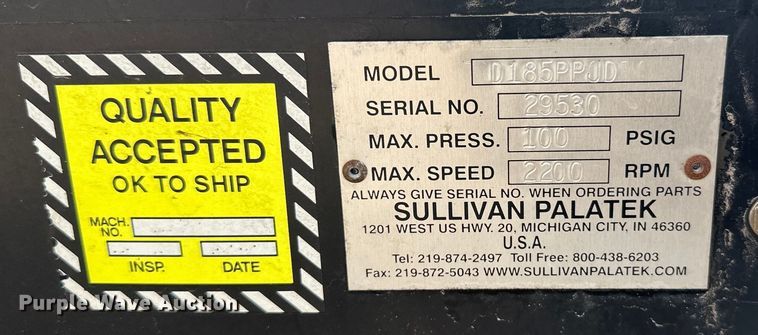 QUALITY
ACCEPTED
OK TO SHIP
MACH.
NO.
INSP. DATE
MODEL D185PPJD
SERIAL NO. 29530
MAX. PRESS. 100 PSIG
MAX. SPEED 2200 RPM
ALWAYS GIVE SERIAL NO. WHEN ORDERING PARTS
SULLIVAN PALATEK
1201 WEST US HWY. 20, MICHIGAN CITY, IN 46360
U.S.A.
Tel: 219-874-2497 Toll Free: 800-438-6203
Fax: 219-872-5043 WWW.SULLIVANPALATEK.COM
Purple Wave Auction